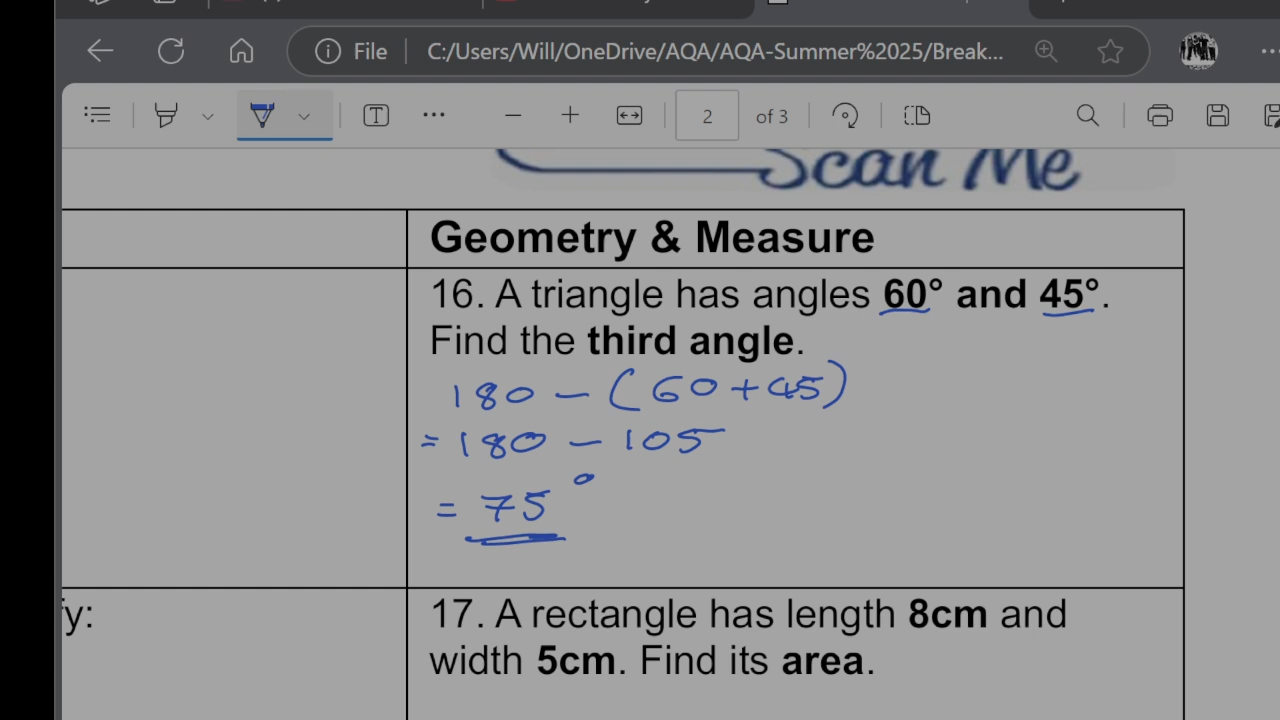 File C:/Users/Will/OneDrive/AQA/AQA-Summer%2025/Break...
2 of 3
Scan Me
Geometry & Measure
16. A triangle has angles 60° and 45°.
Find the third angle.
180 - (60+45)
= 180 - 105
= 75°
fy:
17. A rectangle has length 8cm and
width 5cm. Find its area.